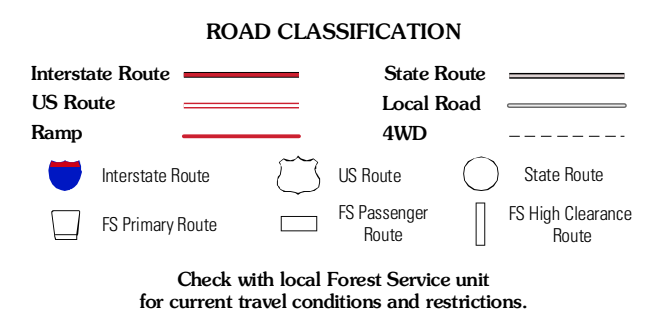 ROAD CLASSIFICATION
Interstate Route
State Route
US Route
Local Road
Ramp
4WD
Interstate Route
US Route
State Route
FS Primary Route
FS Passenger
Route
FS High Clearance
Route
Check with local Forest Service unit
for current travel conditions and restrictions.